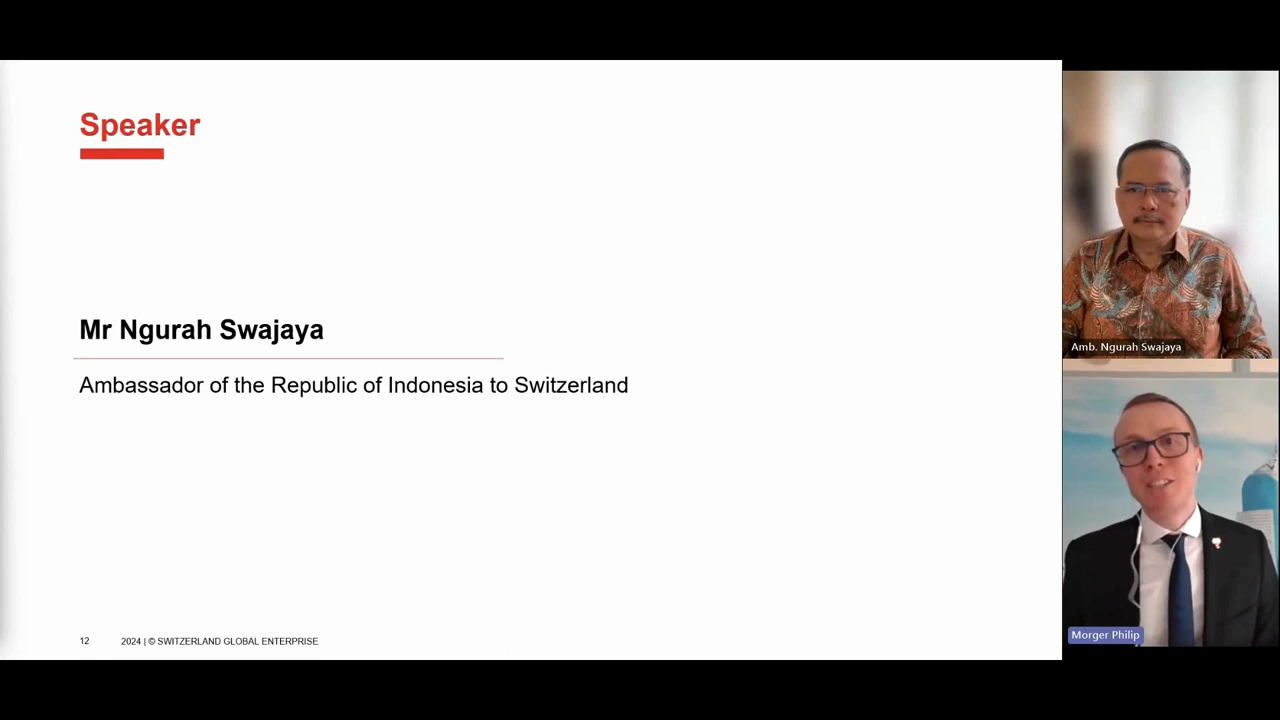 Speaker
Mr Ngurah Swajaya
Ambassador of the Republic of Indonesia to Switzerland
12 2024 | © SWITZERLAND GLOBAL ENTERPRISE
Amb. Ngurah Swajaya
Morger Philip